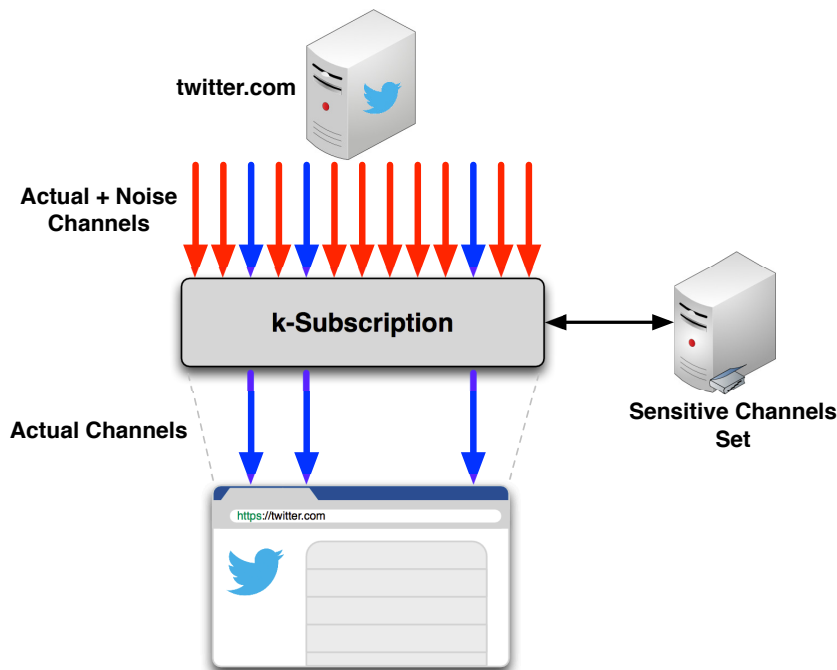 twitter.com
Actual + Noise
Channels
k-Subscription
Sensitive Channels
Set
Actual Channels
https://twitter.com